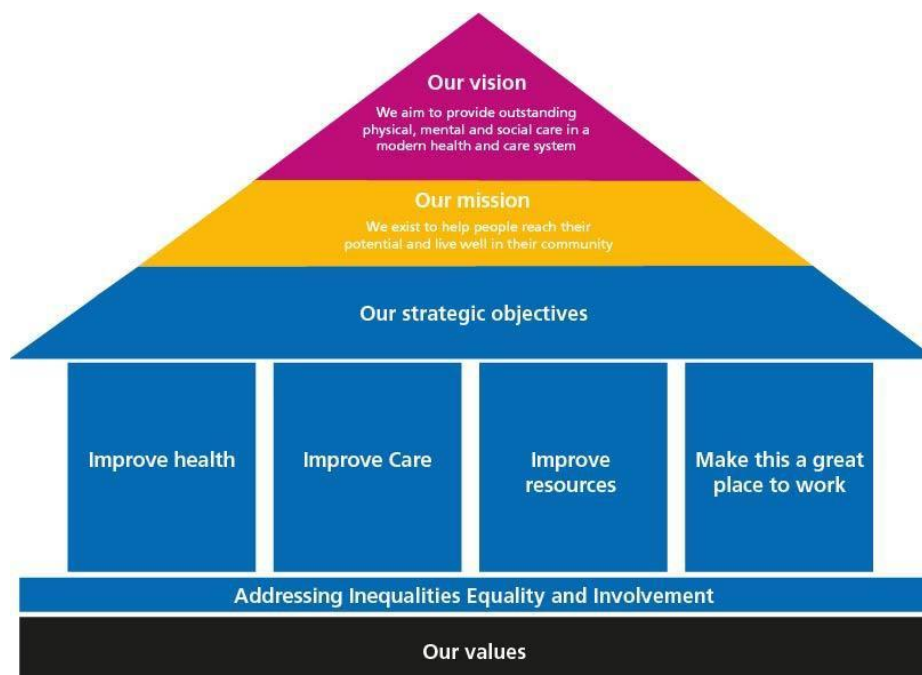 Our vision
We aim to provide outstanding
physical, mental and social care in a
modern health and care system
Our mission
We exist to help people reach their
potential and live well in their community
Our strategic objectives
Improve health
Improve Care
Improve
resources
Make this a great
place to work
Addressing Inequalities Equality and Involvement
Our values